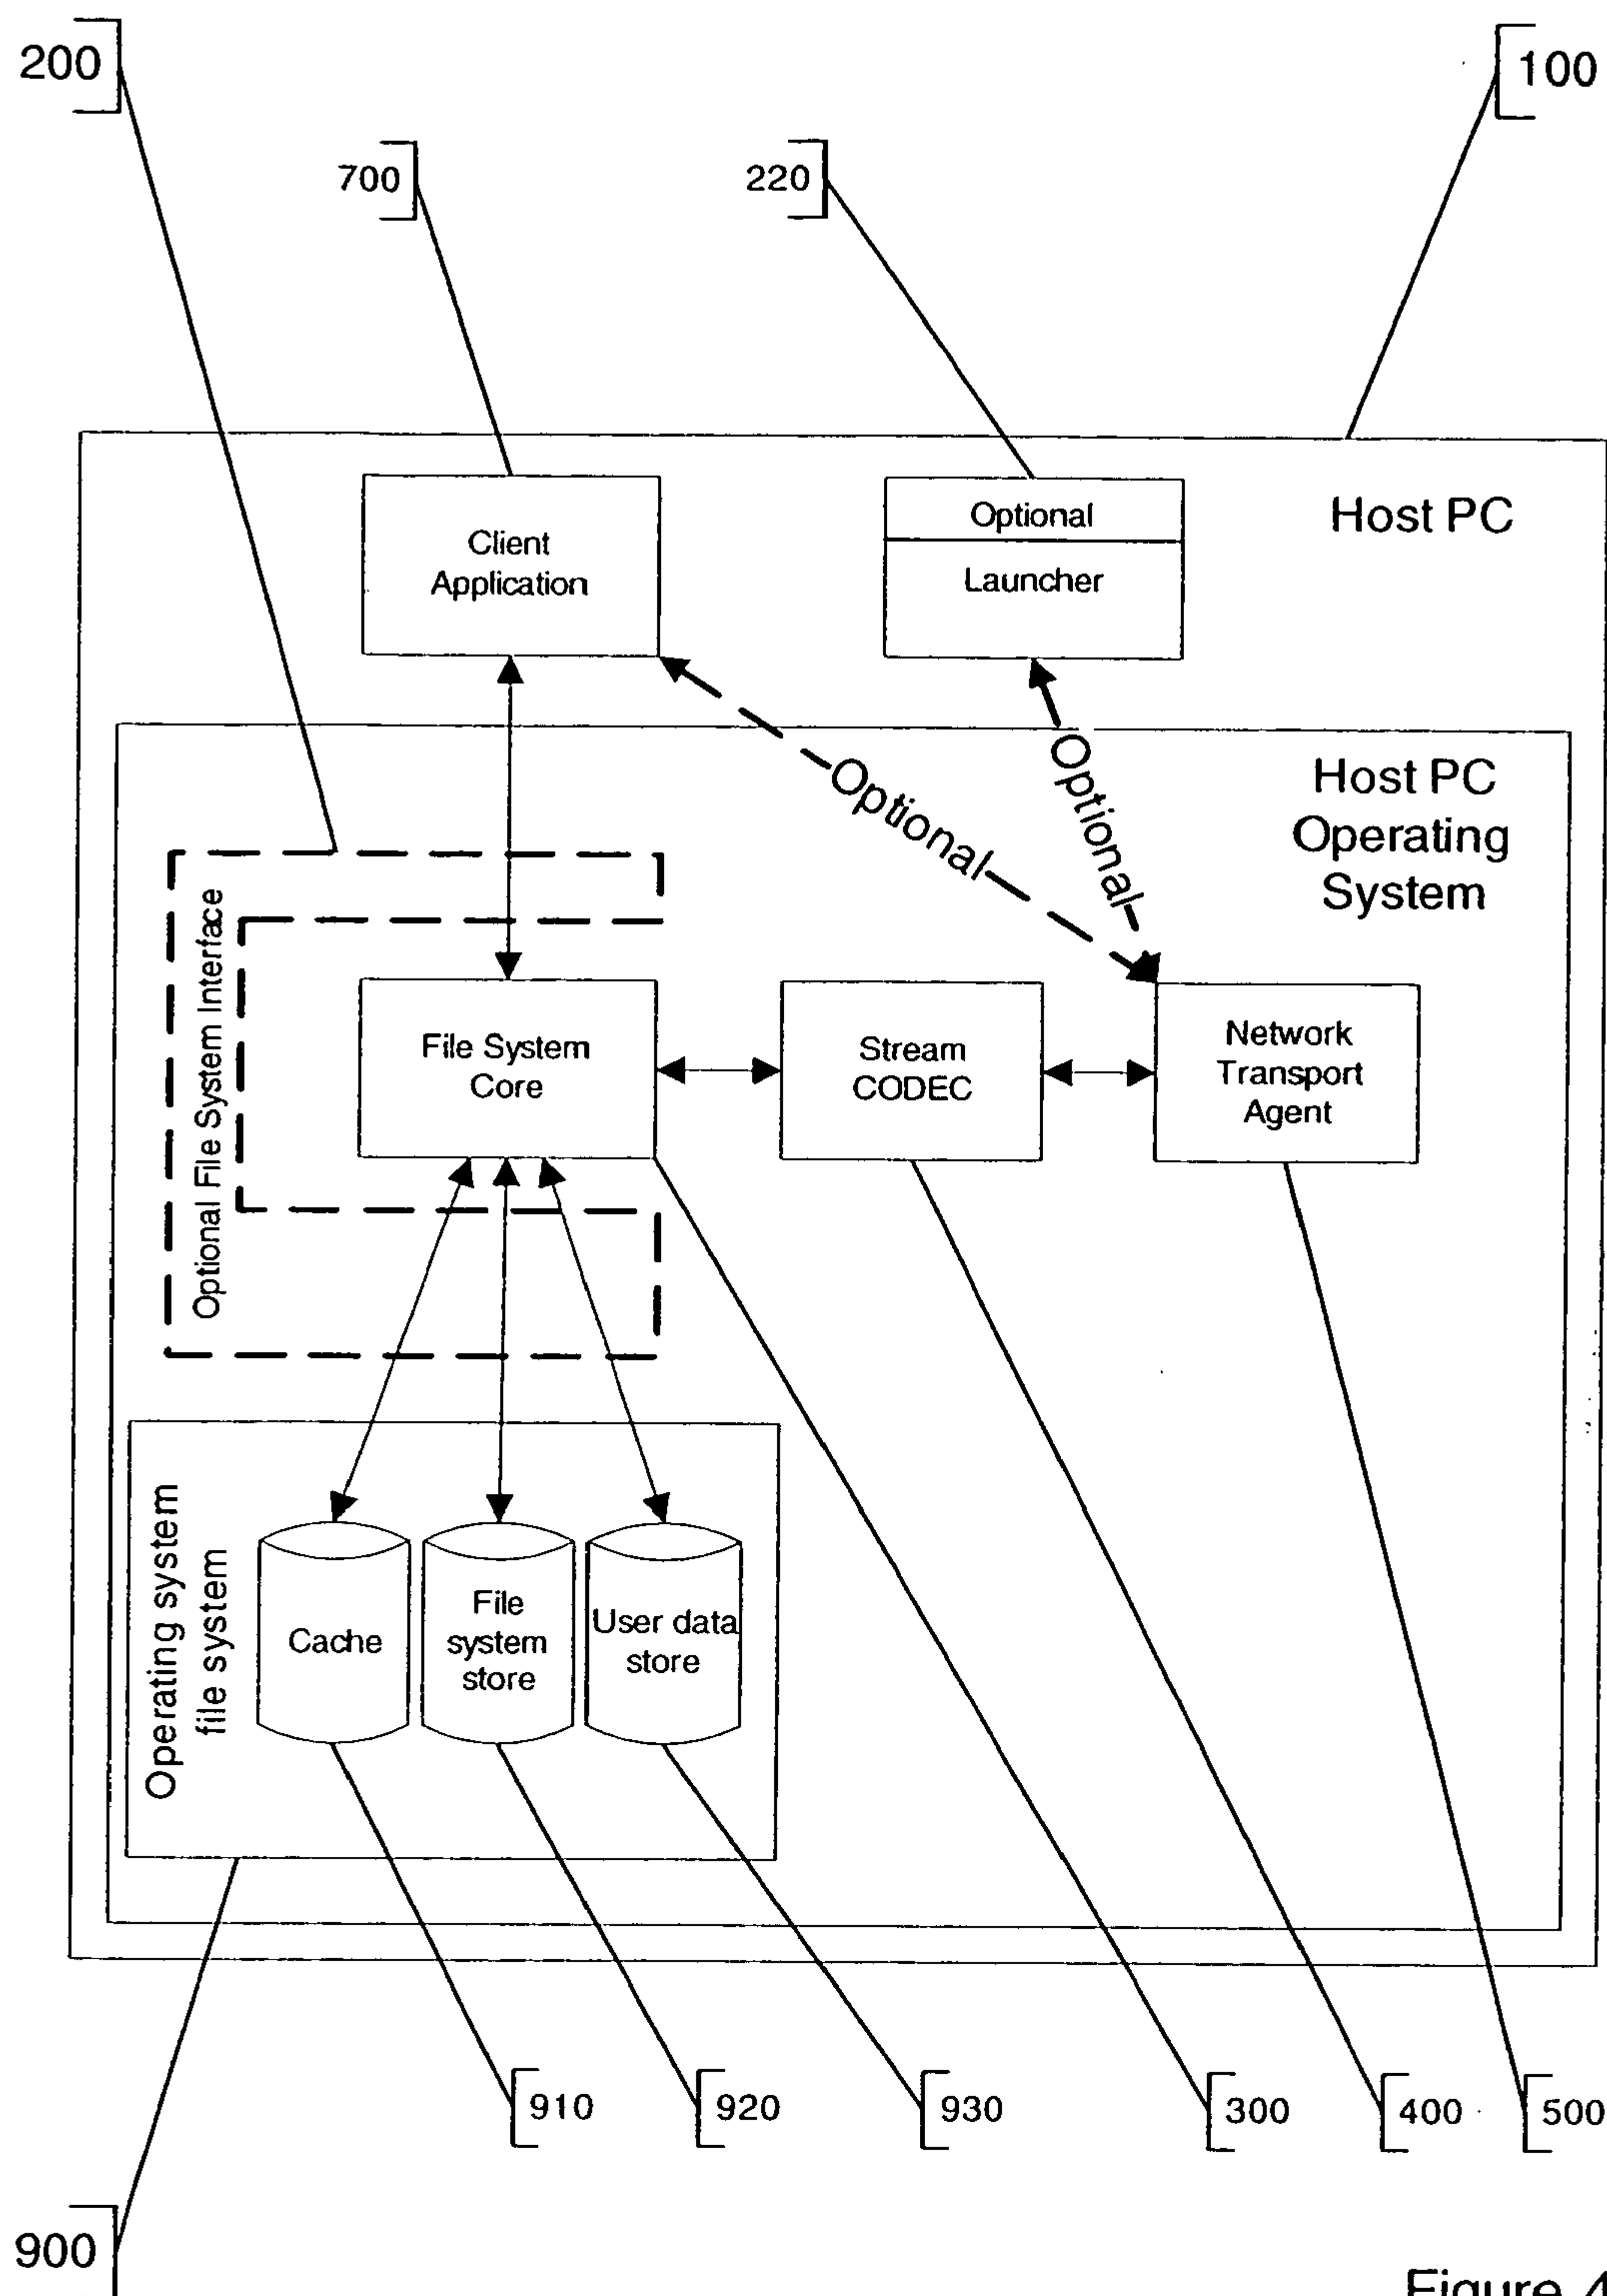 200
100
700
220
Optional
Host PC
Client
Application
Launcher
Optional
Optional
Host PC
Operating
System
Optional File System Interface
File System
Core
Stream
CODEC
Network
Transport
Agent
Operating system
file system
Cache
File
system
store
User data
store
910
920
930
300
400
500
900
Figure 4